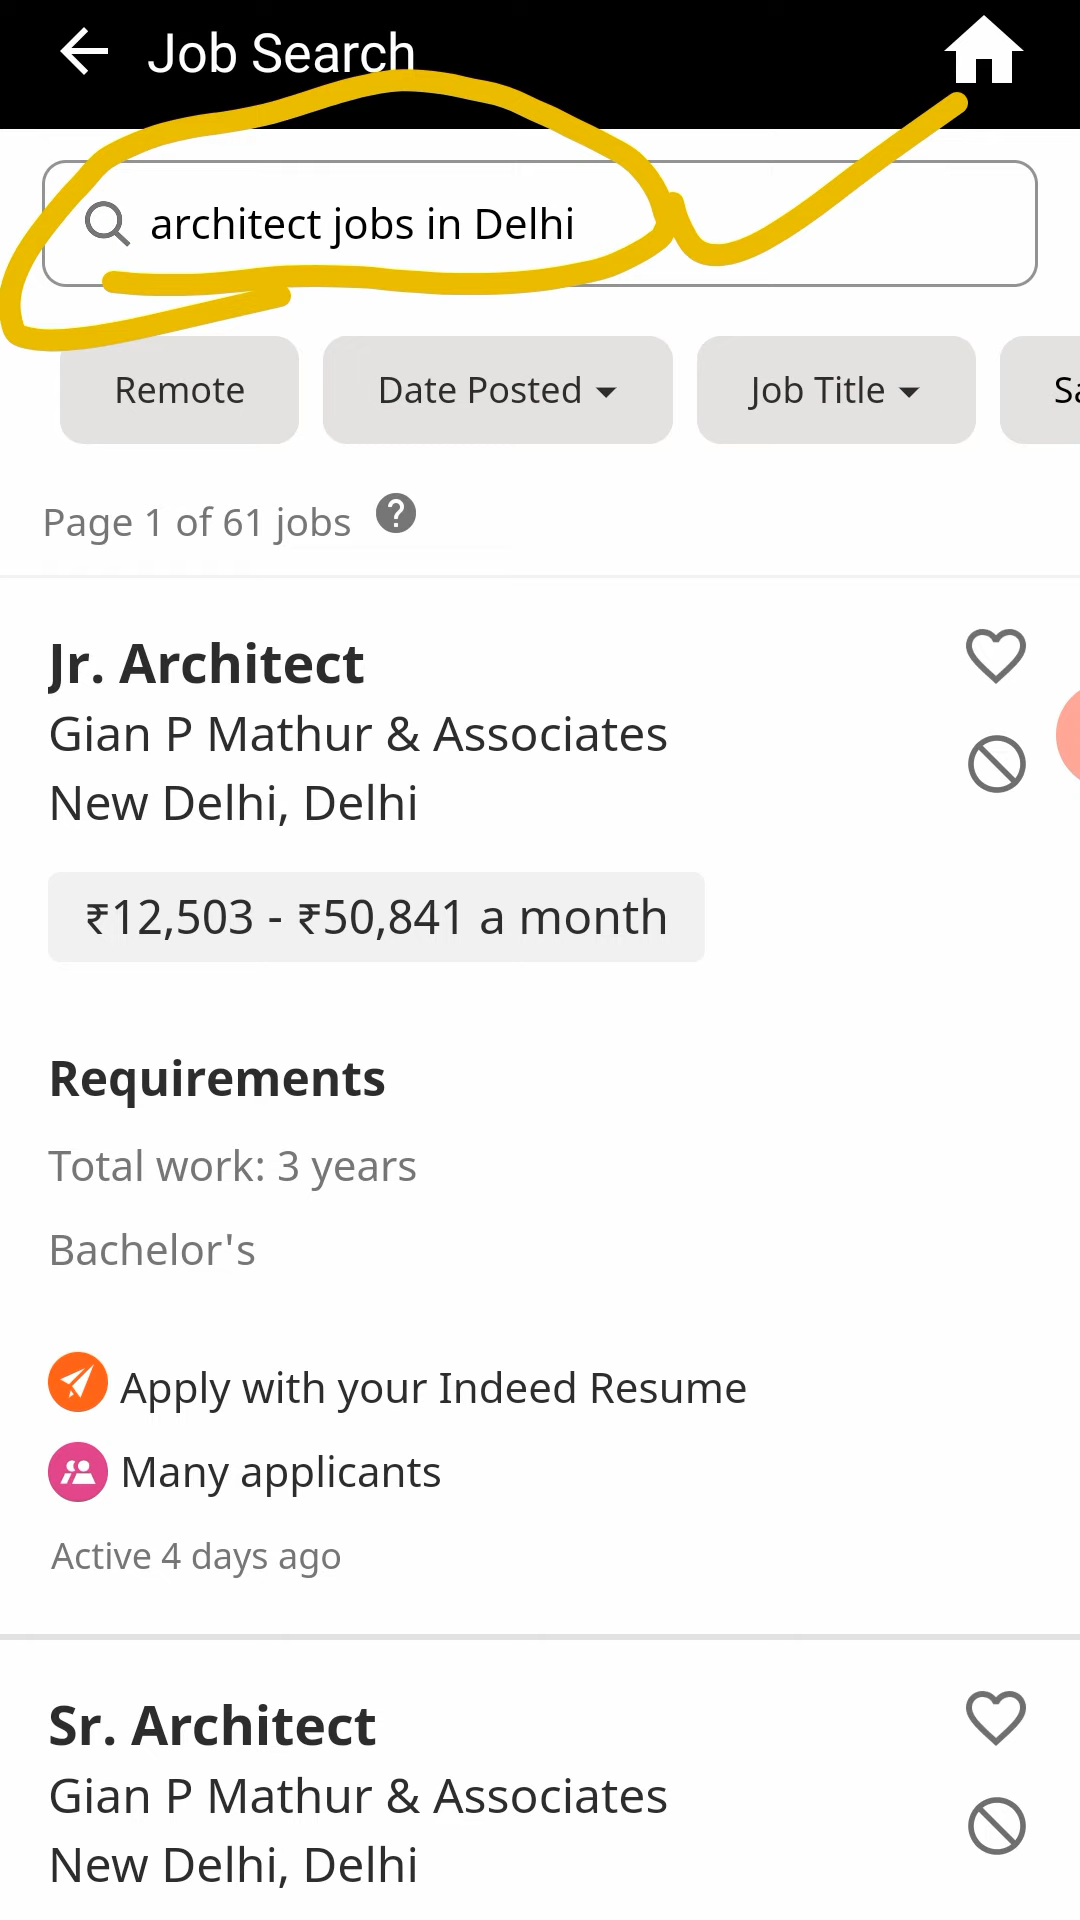 Job Search
architect jobs in Delhi
Remote
Date Posted
Job Title
Page 1 of 61 jobs
Jr. Architect
Gian P Mathur & Associates
New Delhi, Delhi
₹12,503 - ₹50,841 a month
Requirements
Total work: 3 years
Bachelor's
Apply with your Indeed Resume
Many applicants
Active 4 days ago
Sr. Architect
Gian P Mathur & Associates
New Delhi, Delhi